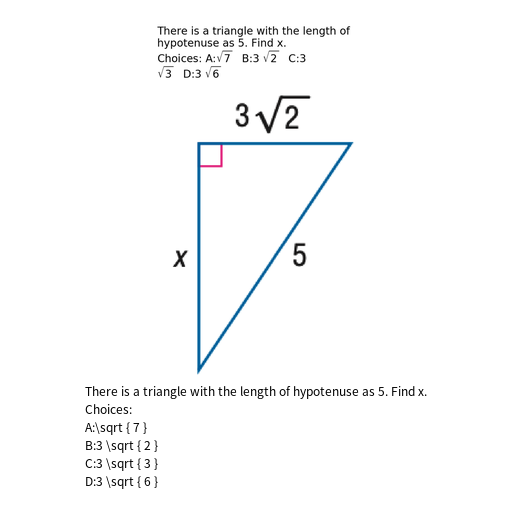 There is a triangle with the length of
hypotenuse as 5. Find x.
Choices: A:√7 B:3 √2 C:3
√3 D:3 √6
3√2
x
5
There is a triangle with the length of hypotenuse as 5. Find x.
Choices:
A:\sqrt { 7 }
B:3 \sqrt { 2 }
C:3 \sqrt { 3 }
D:3 \sqrt { 6 }